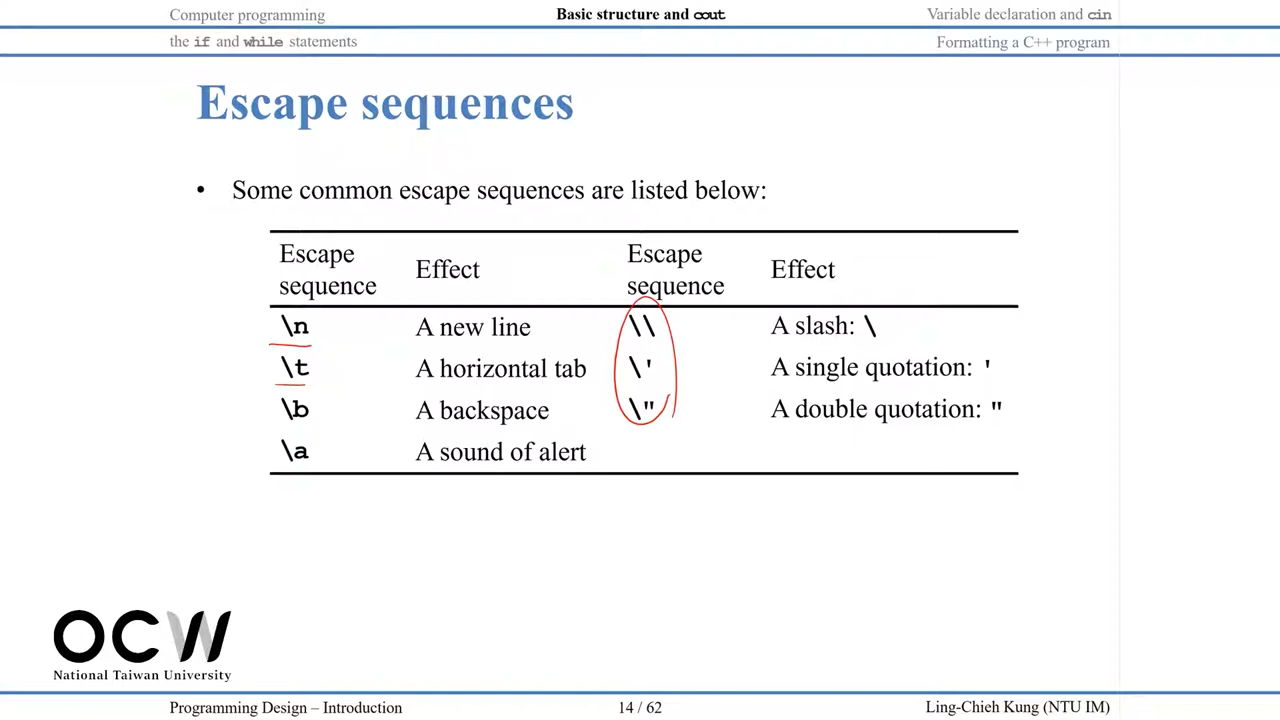 Computer programming
Basic structure and cout
Variable declaration and cin
the if and while statements
Formatting a C++ program
Escape sequences
• Some common escape sequences are listed below:
Escape sequence Effect Escape sequence Effect
\n A new line \\ A slash: \
\t A horizontal tab \' A single quotation: '
\b A backspace \" A double quotation: "
\a A sound of alert
OCW
National Taiwan University
Programming Design – Introduction
14 / 62
Ling-Chieh Kung (NTU IM)